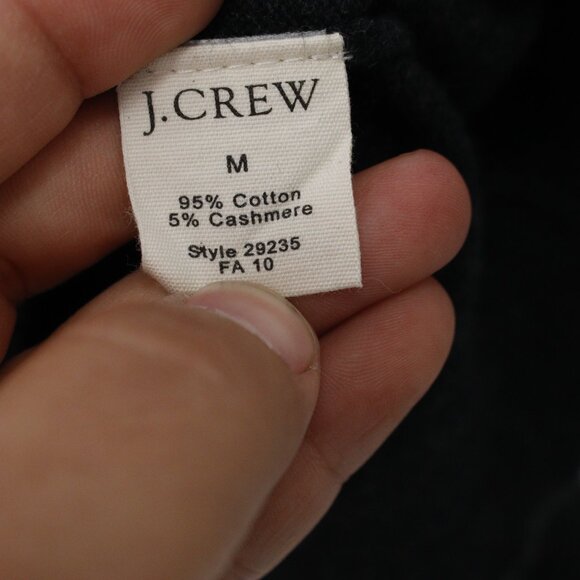 J.CREW
M
95% Cotton
5% Cashmere
Style 29235
FA 10